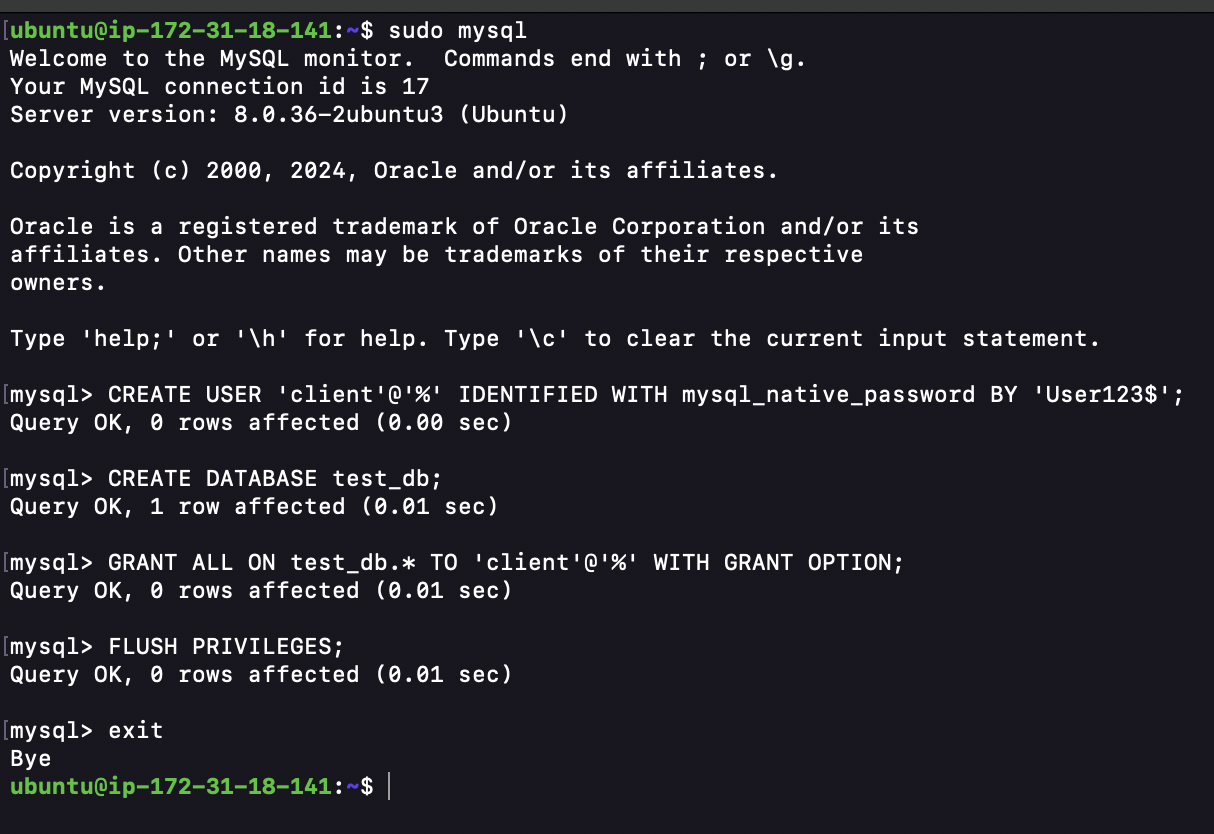 [ubuntu@ip-172-31-18-141:~$ sudo mysql
Welcome to the MySQL monitor.  Commands end with ; or \g.
Your MySQL connection id is 17
Server version: 8.0.36-2ubuntu3 (Ubuntu)

Copyright (c) 2000, 2024, Oracle and/or its affiliates.

Oracle is a registered trademark of Oracle Corporation and/or its
affiliates. Other names may be trademarks of their respective
owners.

Type 'help;' or '\h' for help. Type '\c' to clear the current input statement.

[mysql> CREATE USER 'client'@'%' IDENTIFIED WITH mysql_native_password BY 'User123$';
Query OK, 0 rows affected (0.00 sec)

[mysql> CREATE DATABASE test_db;
Query OK, 1 row affected (0.01 sec)

[mysql> GRANT ALL ON test_db.* TO 'client'@'%' WITH GRANT OPTION;
Query OK, 0 rows affected (0.01 sec)

[mysql> FLUSH PRIVILEGES;
Query OK, 0 rows affected (0.01 sec)

[mysql> exit
Bye
ubuntu@ip-172-31-18-141:~$